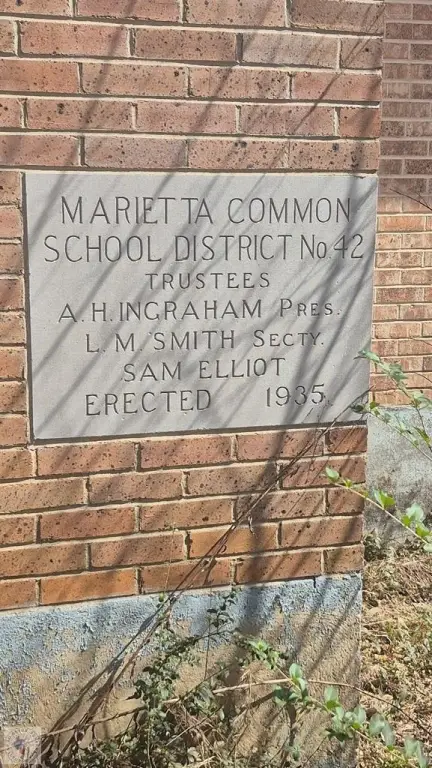 MARIETTA COMMON
SCHOOL DISTRICT No. 42
TRUSTEES
A. H. INGRAHAM PRES.
L. M. SMITH SECTY.
SAM ELLIOT
ERECTED 1935.